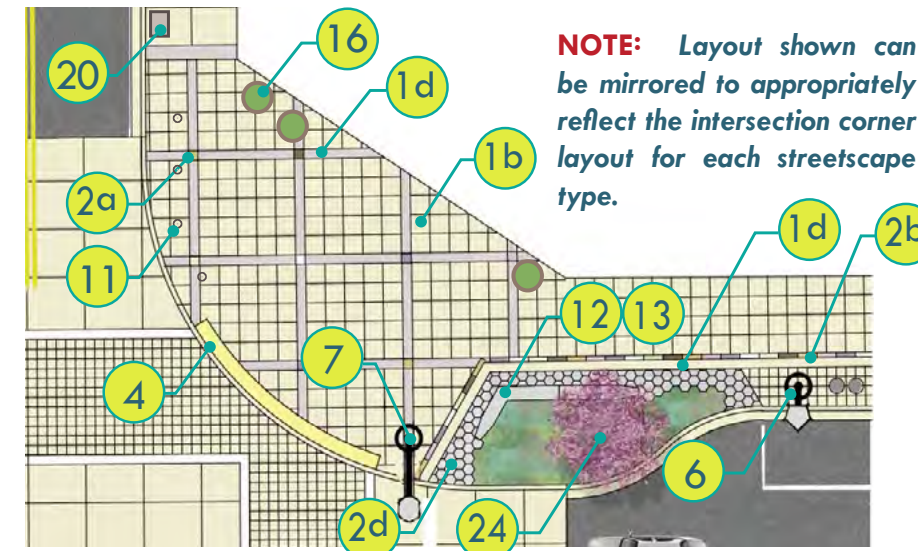 16
NOTE: Layout shown can
be mirrored to appropriately
reflect the intersection corner
layout for each streetscape
type.
20
1d
1b
2a
1d
2b
11
12
13
7
4
6
2d
24